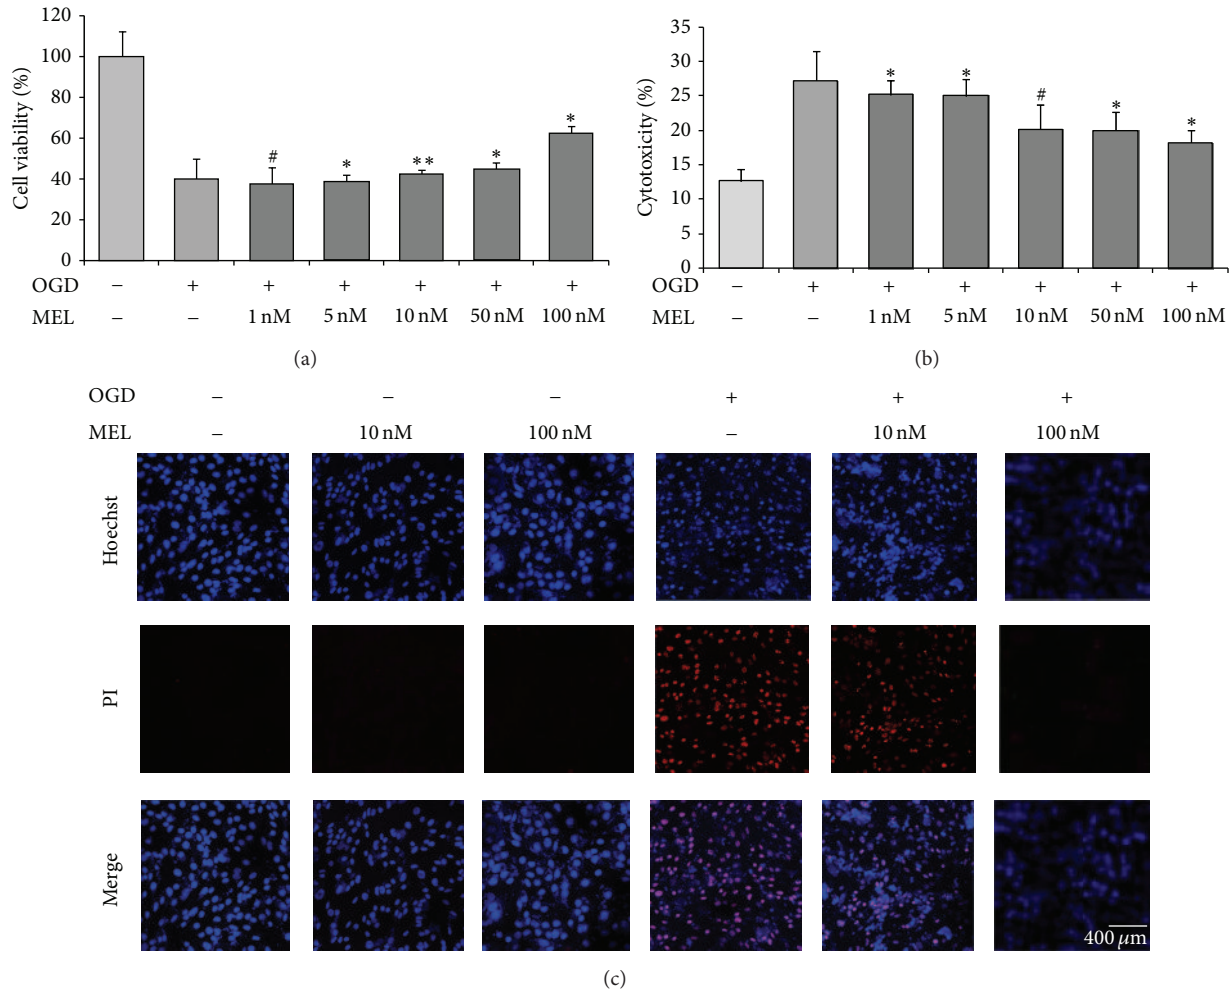 120
100
80
60
40
20
0
Cell viability (%)
#
*
**
*
*
OGD – + + + + + +
MEL – – 1 nM 5 nM 10 nM 50 nM 100 nM
(a)
35
30
25
20
15
10
5
0
Cytotoxicity (%)
*
*
#
*
*
OGD – + + + + + +
MEL – – 1 nM 5 nM 10 nM 50 nM 100 nM
(b)
OGD – – – + + +
MEL – 10 nM 100 nM – 10 nM 100 nM
Hoechst
PI
Merge
400 μm
(c)